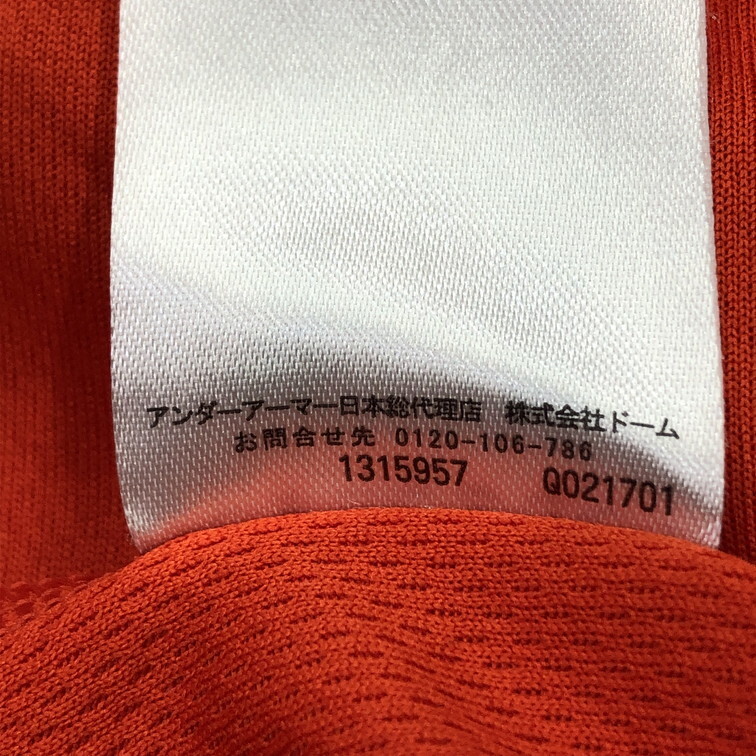 アンダーアーマー日本総代理店 株式会社ドーム
お問合せ先 0120-106-786
1315957 Q021701